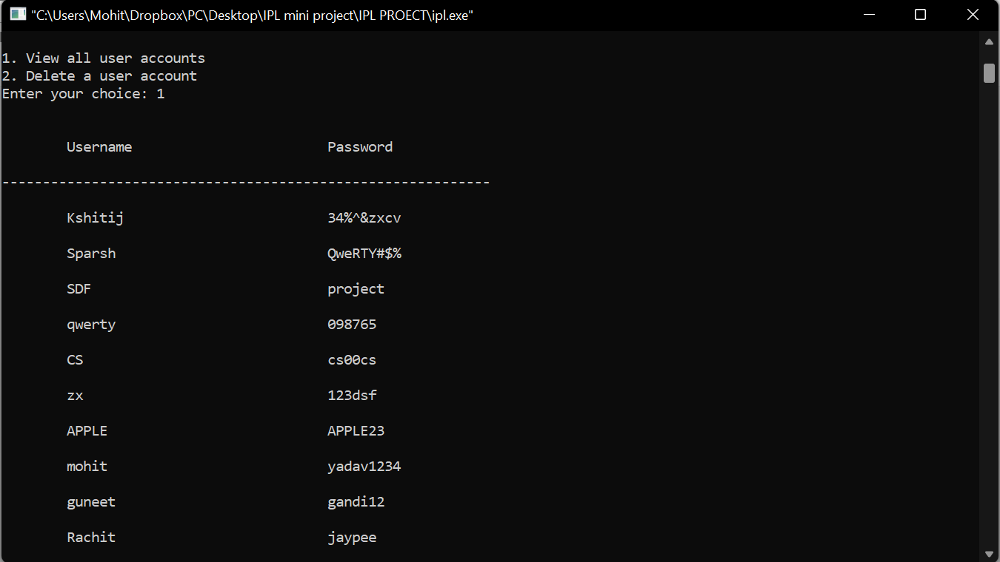 "C:\Users\Mohit\Dropbox\PC\Desktop\IPL mini project\IPL PROECT\ipl.exe"
1. View all user accounts
2. Delete a user account
Enter your choice: 1
Username Password
------------------------------------------------------------
Kshitij 34%^&zxcv
Sparsh QweRTY#$%
SDF project
qwerty 098765
CS cs00cs
zx 123dsf
APPLE APPLE23
mohit yadav1234
guneet gandi12
Rachit jaypee